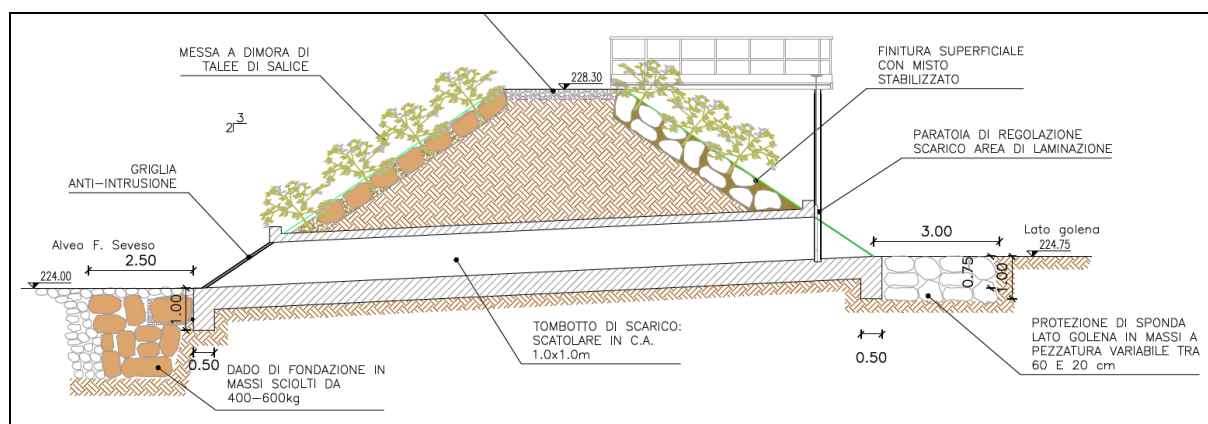 MESSA A DIMORA DI
TALEE DI SALICE
228.30
FINITURA SUPERFICIALE
CON MISTO
STABILIZZATO
3
2
GRIGLIA
ANTI-INTRUSIONE
PARATOIA DI REGOLAZIONE
SCARICO AREA DI LAMINAZIONE
Alveo F. Seveso
2.50
224.00
1.00
0.50
3.00
Lato golena
224.75
0.75
1.00
0.50
TOMBOTTO DI SCARICO:
SCATOLARE IN C.A.
1.0x1.0m
DADO DI FONDAZIONE IN
MASSI SCIOLTI DA
400-600kg
PROTEZIONE DI SPONDA
LATO GOLENA IN MASSI A
PEZZATURA VARIABILE TRA
60 E 20 cm